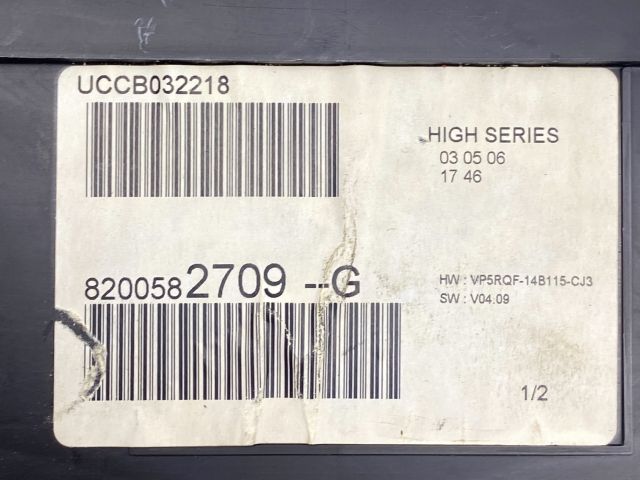 UCCB032218
HIGH SERIES
03 05 06
17 46
8200582709 --G
HW : VP5RQF-14B115-CJ3
SW : V04.09
1/2